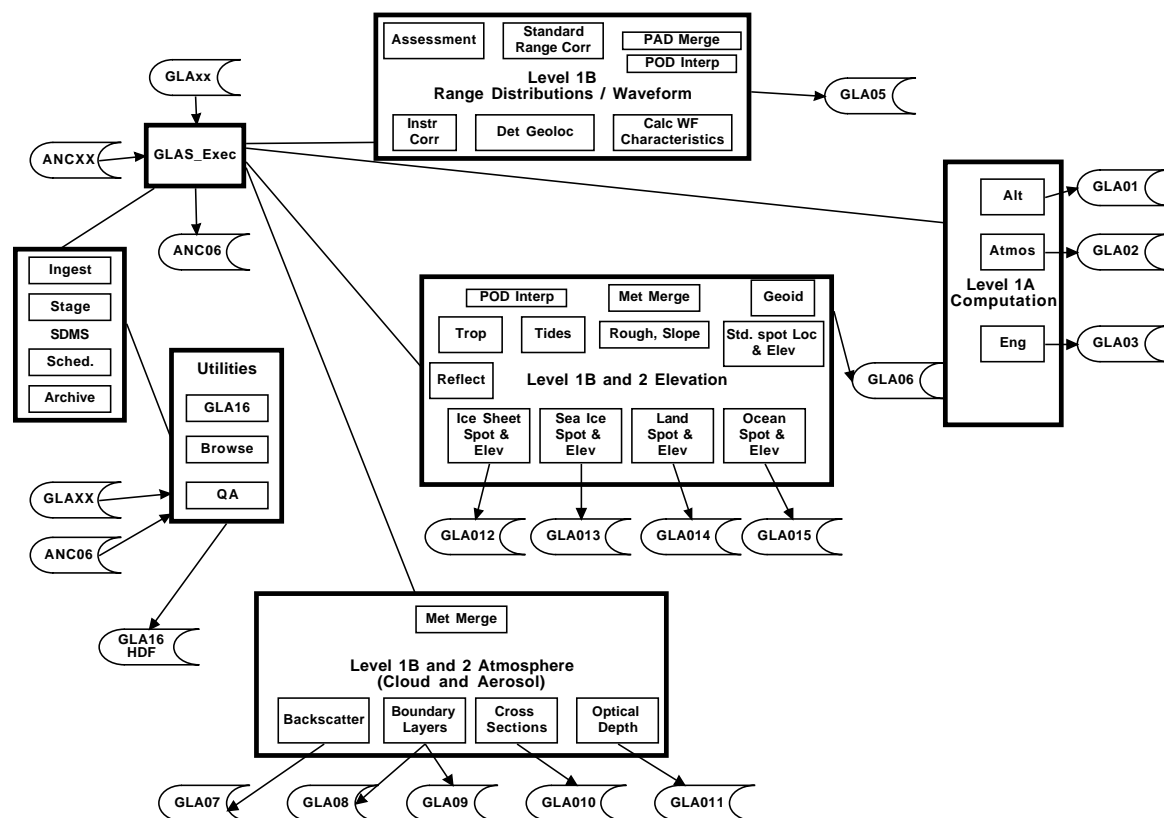 Assessment
Standard
Range Corr
PAD Merge
POD Interp
Level 1B
Range Distributions / Waveform
Instr
Corr
Det Geoloc
Calc WF
Characteristics
GLA05
GLAxx
ANCXX
GLAS_Exec
ANC06
Alt
Atmos
Level 1A
Computation
Eng
GLA01
GLA02
GLA03
Ingest
Stage
SDMS
Sched.
Archive
Utilities
GLA16
Browse
QA
GLAXX
ANC06
GLA16
HDF
POD Interp
Met Merge
Geoid
Trop
Tides
Rough, Slope
Std. spot Loc
& Elev
Reflect
Level 1B and 2 Elevation
Ice Sheet
Spot &
Elev
Sea Ice
Spot &
Elev
Land
Spot &
Elev
Ocean
Spot &
Elev
GLA06
GLA012
GLA013
GLA014
GLA015
Met Merge
Level 1B and 2 Atmosphere
(Cloud and Aerosol)
Backscatter
Boundary
Layers
Cross
Sections
Optical
Depth
GLA07
GLA08
GLA09
GLA010
GLA011